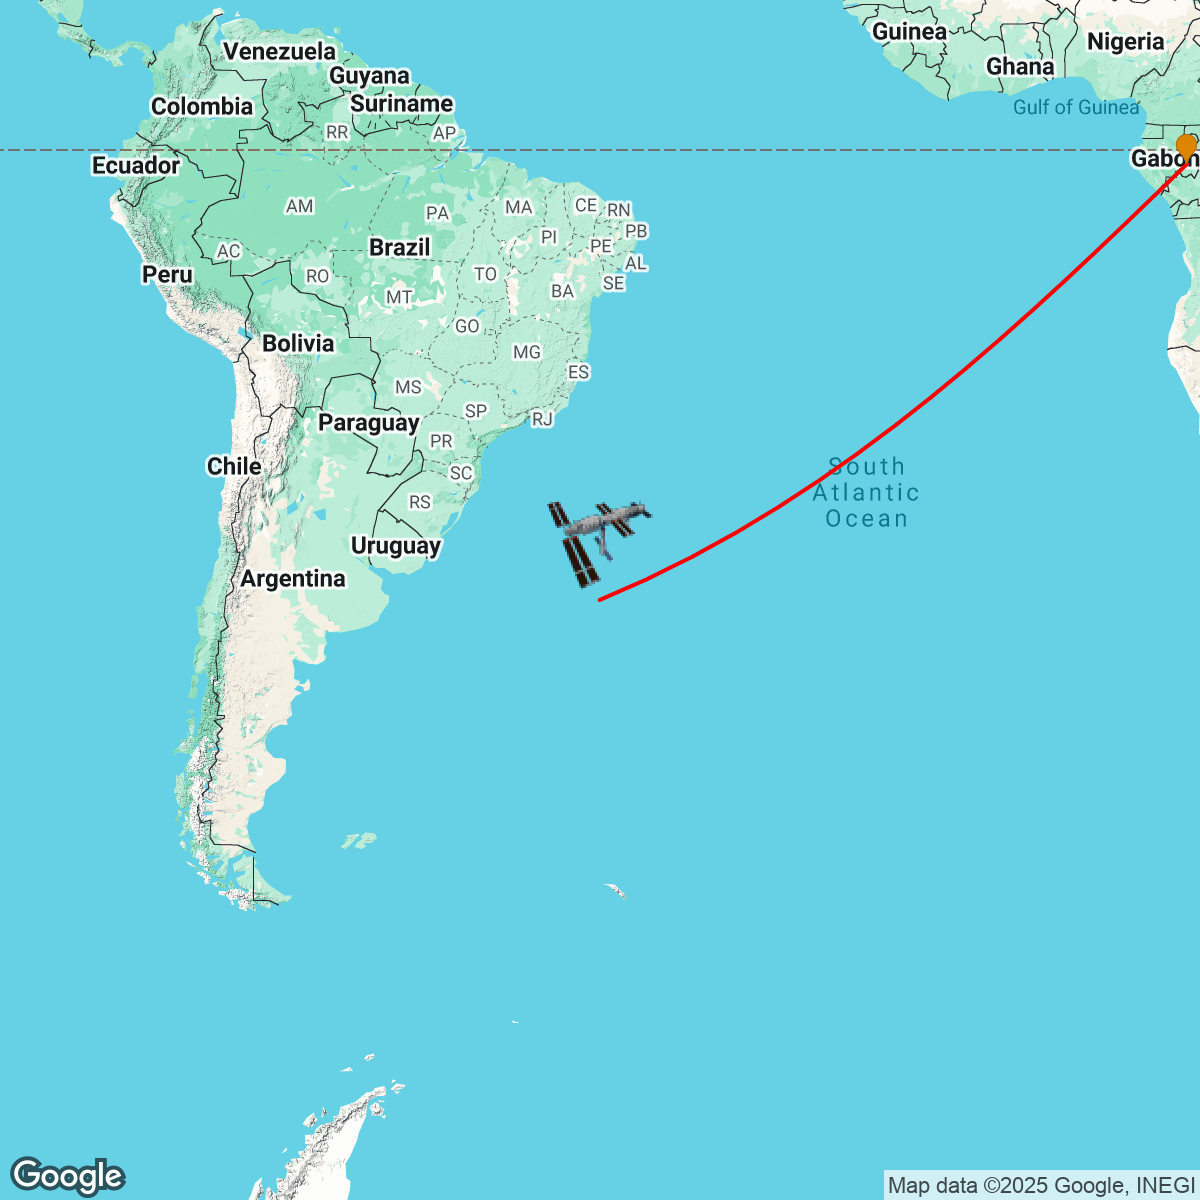 Venezuela
Guyana
Suriname
Colombia
RR
AP
Ecuador
Guinea
Ghana
Nigeria
Gulf of Guinea
Gabon
AM
PA
MA
CE
RN
PB
PI
PE
AL
SE
Brazil
AC
RO
TO
BA
MT
Peru
GO
Bolivia
MG
MS
ES
SP
RJ
Paraguay
PR
Chile
SC
RS
South
Atlantic
Ocean
Uruguay
Argentina
Google
Map data ©2025 Google, INEGI